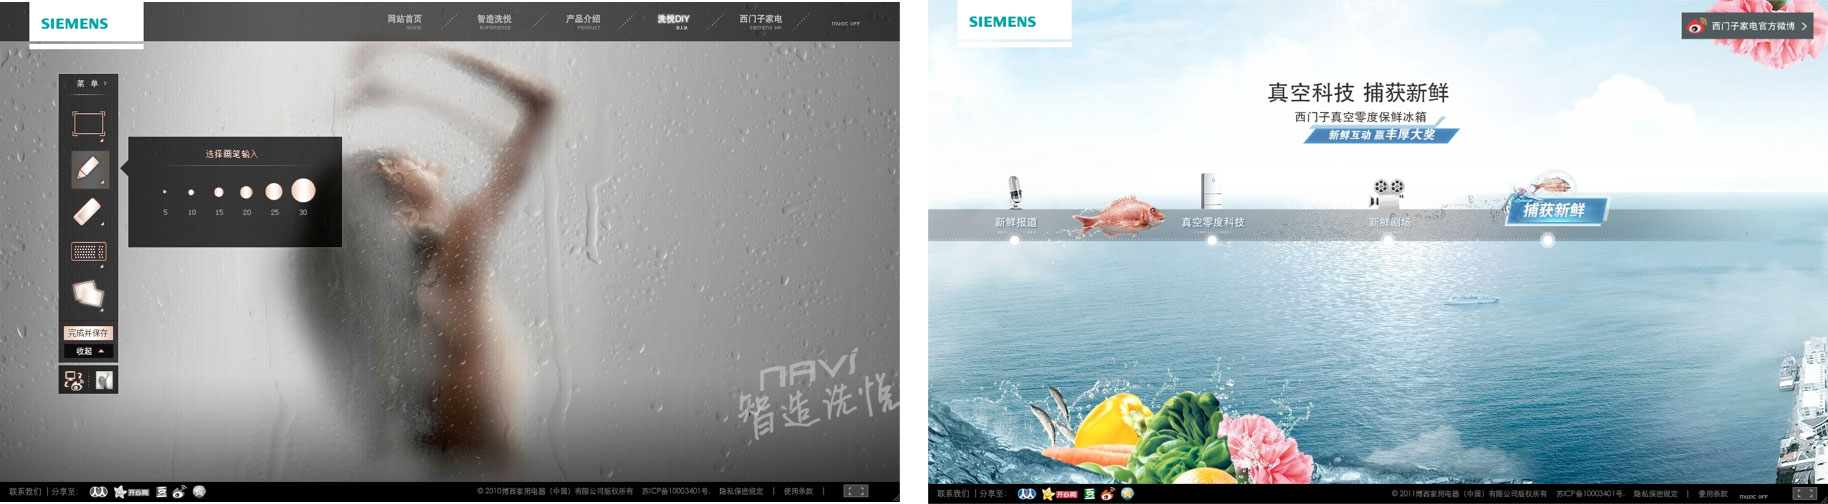 SIEMENS
网站首页
HOME
智造洗悦
EXPERIENCE
产品介绍
PRODUCT
洗悦DIY
D.I.Y
西门子家电
SIEMENS HA
MUSIC OFF
菜 单 ›
选择画笔输入
5 10 15 20 25 30
完成并保存
收起
NAVi
智造洗悦
联系我们 | 分享至：
开心网
© 2010博西家用电器（中国）有限公司版权所有 苏ICP备10003401号. 隐私保密规定 | 使用条款 |
SIEMENS
西门子家电官方微博
真空科技 捕获新鲜
西门子真空零度保鲜冰箱
新鲜互动 赢丰厚大奖
新鲜报道
真空零度科技
新鲜剧场
捕获新鲜
联系我们 | 分享至：
开心网
© 2011博西家用电器（中国）有限公司版权所有 苏ICP备10003401号. 隐私保密规定 | 使用条款
MUSIC OFF